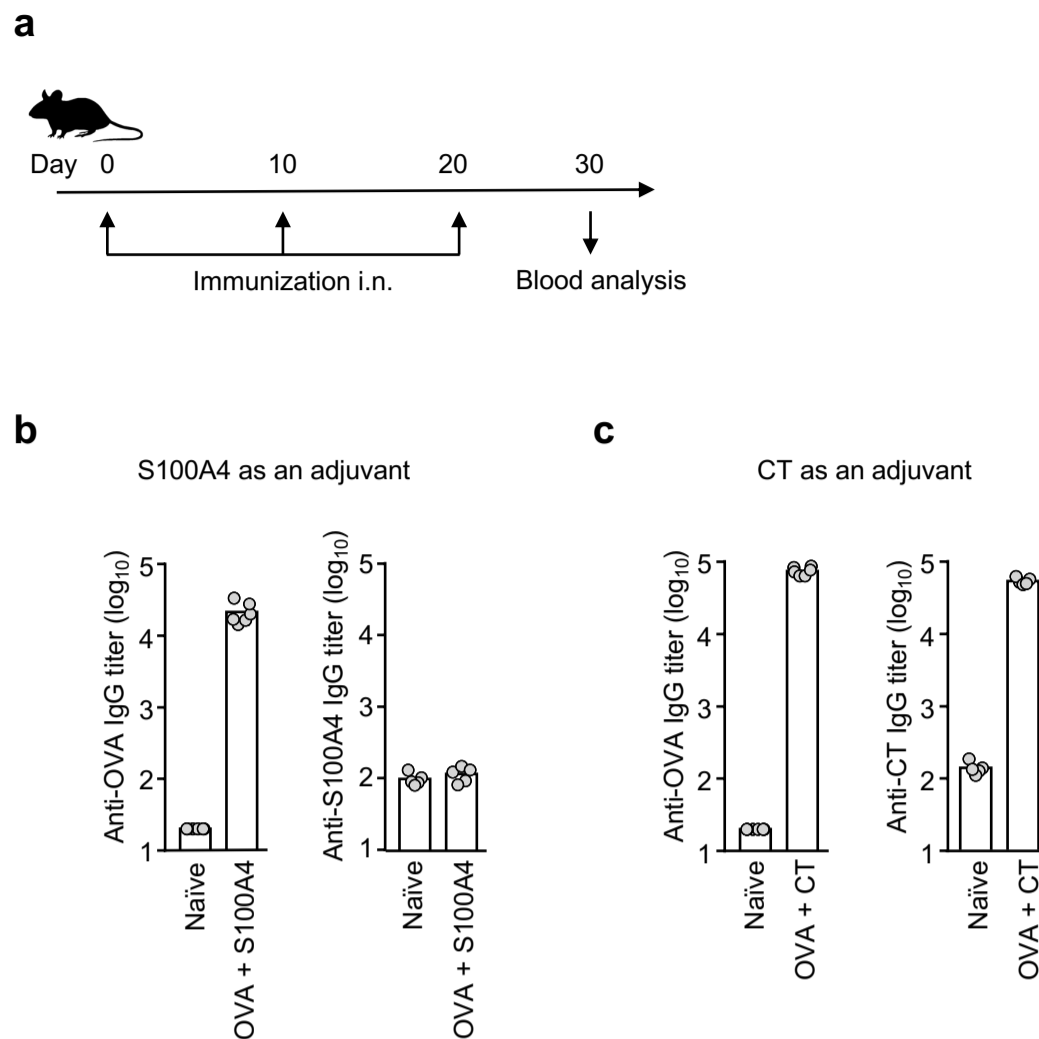 a
Day 0 10 20 30
Immunization i.n. Blood analysis
b
S100A4 as an adjuvant
Anti-OVA IgG titer (log10)
5
4
3
2
1
Naïve
OVA + S100A4
Anti-S100A4 IgG titer (log10)
5
4
3
2
1
Naïve
OVA + S100A4
c
CT as an adjuvant
Anti-OVA IgG titer (log10)
5
4
3
2
1
Naïve
OVA + CT
Anti-CT IgG titer (log10)
5
4
3
2
1
Naïve
OVA + CT